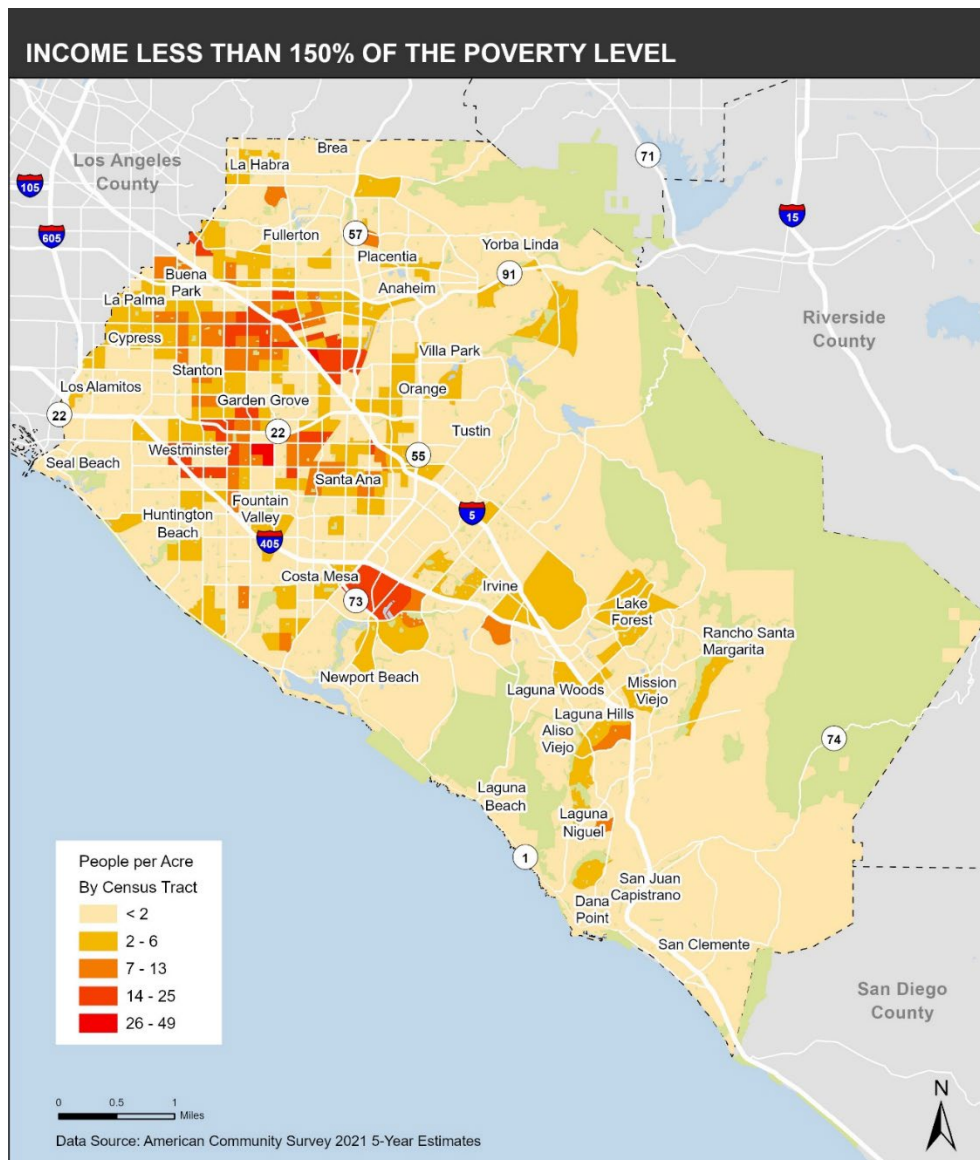 INCOME LESS THAN 150% OF THE POVERTY LEVEL
Los Angeles
County
105
605
Brea
La Habra
71
15
Fullerton
57
Placentia
Yorba Linda
91
Buena
Park
Anaheim
La Palma
Cypress
Riverside
County
Villa Park
Stanton
Los Alamitos
Orange
Garden Grove
22
22
Tustin
Westminster
55
Seal Beach
Santa Ana
Fountain
Valley
Huntington
Beach
5
405
Costa Mesa
Irvine
73
Lake
Forest
Rancho Santa
Margarita
Newport Beach
Laguna Woods
Mission
Viejo
Laguna Hills
Aliso
Viejo
74
Laguna
Beach
Laguna
Niguel
1
San Juan
Capistrano
Dana
Point
San Clemente
San Diego
County
People per Acre
By Census Tract
< 2
2 - 6
7 - 13
14 - 25
26 - 49
0 0.5 1
Miles
N
Data Source: American Community Survey 2021 5-Year Estimates